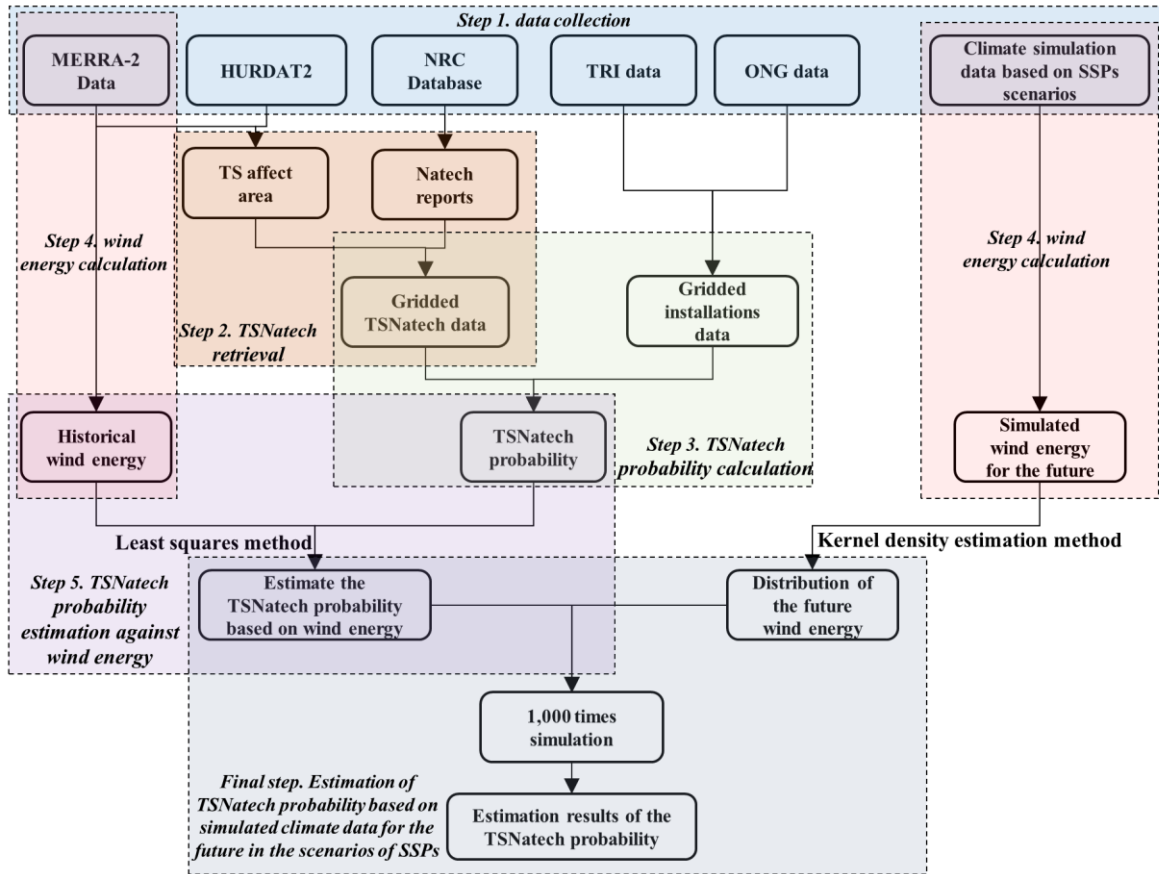 Step 1. data collection
MERRA-2
Data
HURDAT2
NRC
Database
TRI data
ONG data
Climate simulation
data based on SSPs
scenarios
TS affect
area
Natech
reports
Step 4. wind
energy calculation
Step 4. wind
energy calculation
Gridded
TSNatech data
Gridded
installations
data
Step 2. TSNatech
retrieval
Historical
wind energy
TSNatech
probability
Step 3. TSNatech
probability calculation
Simulated
wind energy
for the future
Least squares method
Kernel density estimation method
Step 5. TSNatech
probability
estimation against
wind energy
Estimate the
TSNatech probability
based on wind energy
Distribution of
the future
wind energy
1,000 times
simulation
Final step. Estimation of
TSNatech probability based on
simulated climate data for the
future in the scenarios of SSPs
Estimation results of the
TSNatech probability